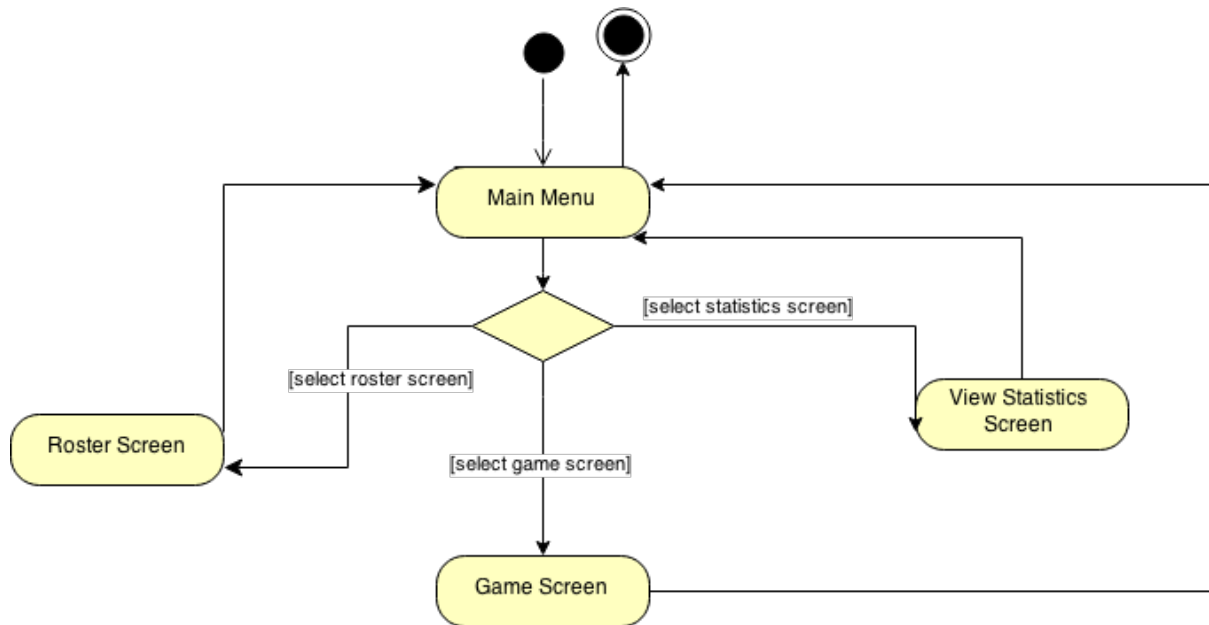 Main Menu
[select statistics screen]
[select roster screen]
View Statistics
Screen
Roster Screen
[select game screen]
Game Screen